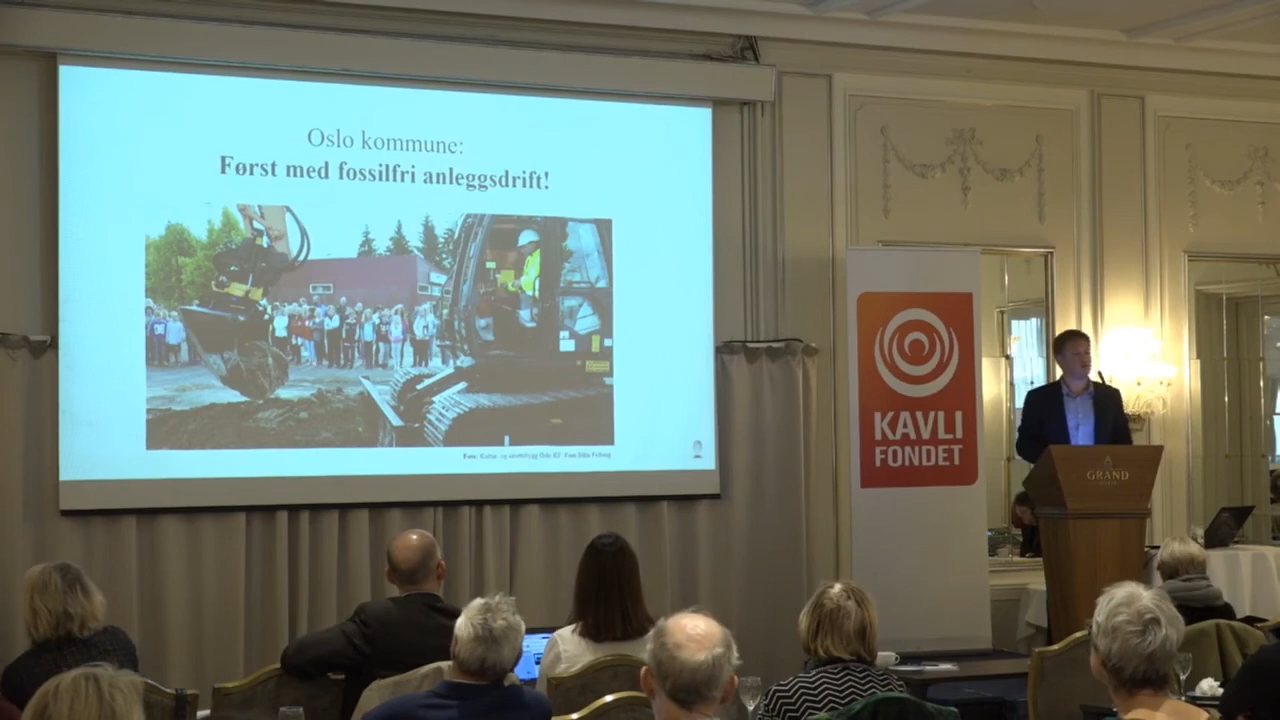 Oslo kommune:
Først med fossilfri anleggsdrift!
KAVLI
FONDET
GRAND